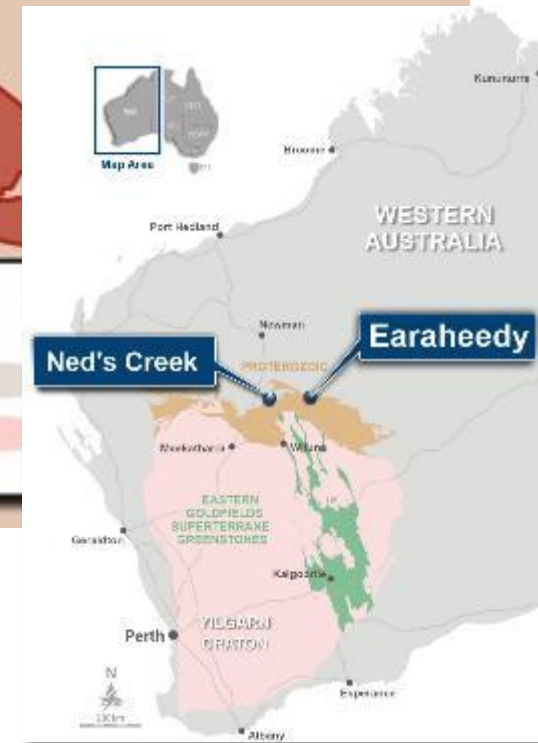 Kununurra
Map Area
Broome
WESTERN
AUSTRALIA
Port Hedland
Newman
Earaheedy
Ned's Creek
PROTEROZOIC
Meekatharra
Wiluna
EASTERN
GOLDFIELDS
SUPERTERRANE
GREENSTONES
Geraldton
Kalgoorlie
YILGARN
CRATON
Perth
N
Esperance
Albany